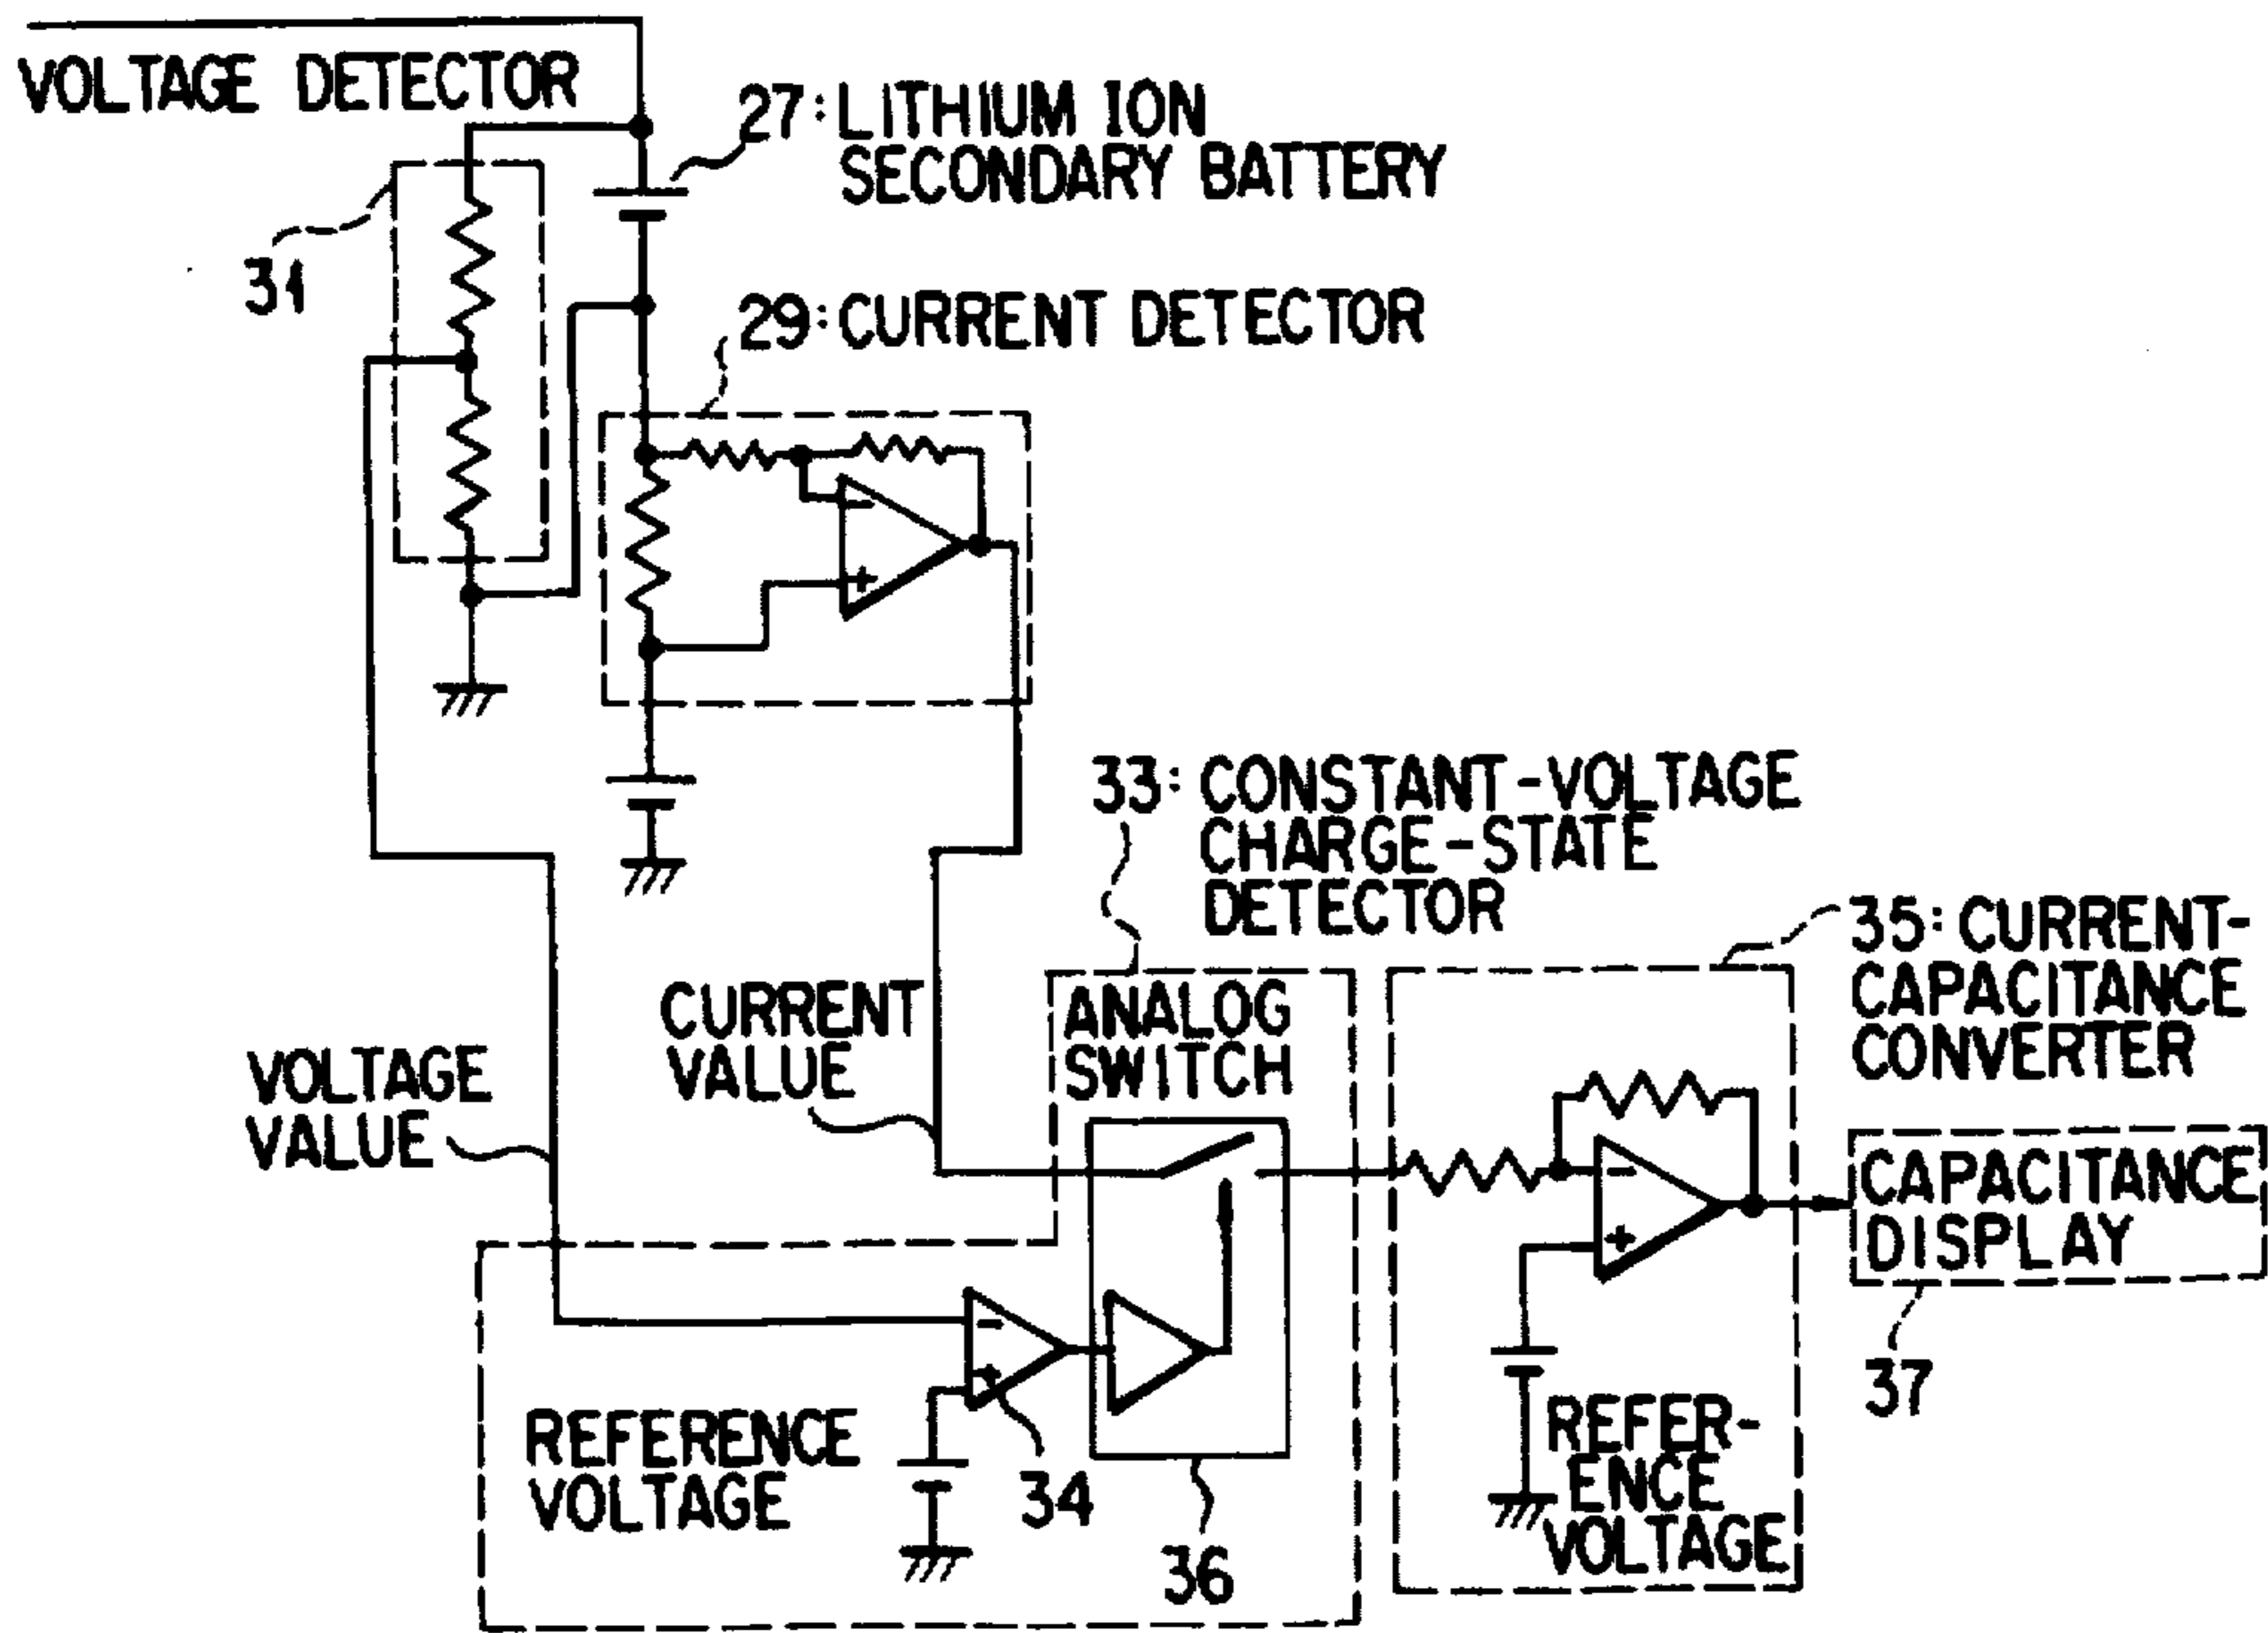 VOLTAGE DETECTOR
27: LITHIUM ION
SECONDARY BATTERY
31
29: CURRENT DETECTOR
−
+
33: CONSTANT-VOLTAGE
CHARGE-STATE
DETECTOR
35: CURRENT-
CAPACITANCE
CONVERTER
CURRENT
VALUE
ANALOG
SWITCH
VOLTAGE
VALUE
−
+
CAPACITANCE
DISPLAY
37
−
+
REFERENCE
VOLTAGE
34
36
REFER-
ENCE
VOLTAGE